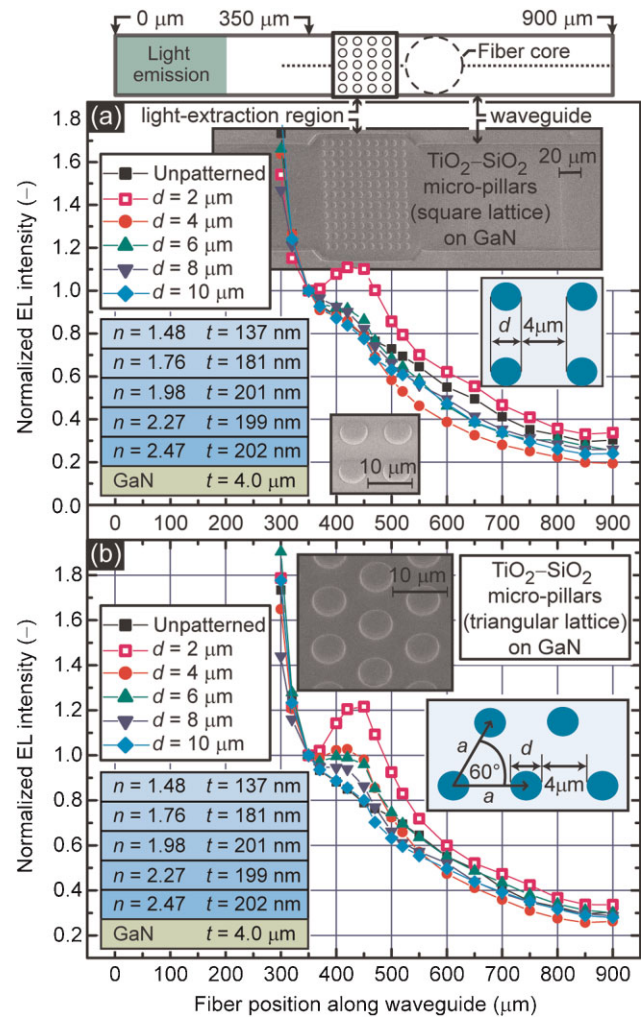 0 μm 350 μm 900 μm
Light emission
Fiber core
light-extraction region
waveguide
(a)
TiO₂–SiO₂
micro-pillars
(square lattice)
on GaN
20 μm
Unpatterned
d = 2 μm
d = 4 μm
d = 6 μm
d = 8 μm
d = 10 μm
d 4μm
n = 1.48 t = 137 nm
n = 1.76 t = 181 nm
n = 1.98 t = 201 nm
n = 2.27 t = 199 nm
n = 2.47 t = 202 nm
GaN t = 4.0 μm
10 μm
Normalized EL intensity (–)
1.8
1.6
1.4
1.2
1.0
0.8
0.6
0.4
0.2
0.0
0 100 200 300 400 500 600 700 800 900
(b)
10 μm
TiO₂–SiO₂
micro-pillars
(triangular lattice)
on GaN
Unpatterned
d = 2 μm
d = 4 μm
d = 6 μm
d = 8 μm
d = 10 μm
a 60° a d 4μm
n = 1.48 t = 137 nm
n = 1.76 t = 181 nm
n = 1.98 t = 201 nm
n = 2.27 t = 199 nm
n = 2.47 t = 202 nm
GaN t = 4.0 μm
Normalized EL intensity (–)
1.8
1.6
1.4
1.2
1.0
0.8
0.6
0.4
0.2
0 100 200 300 400 500 600 700 800 900
Fiber position along waveguide (μm)